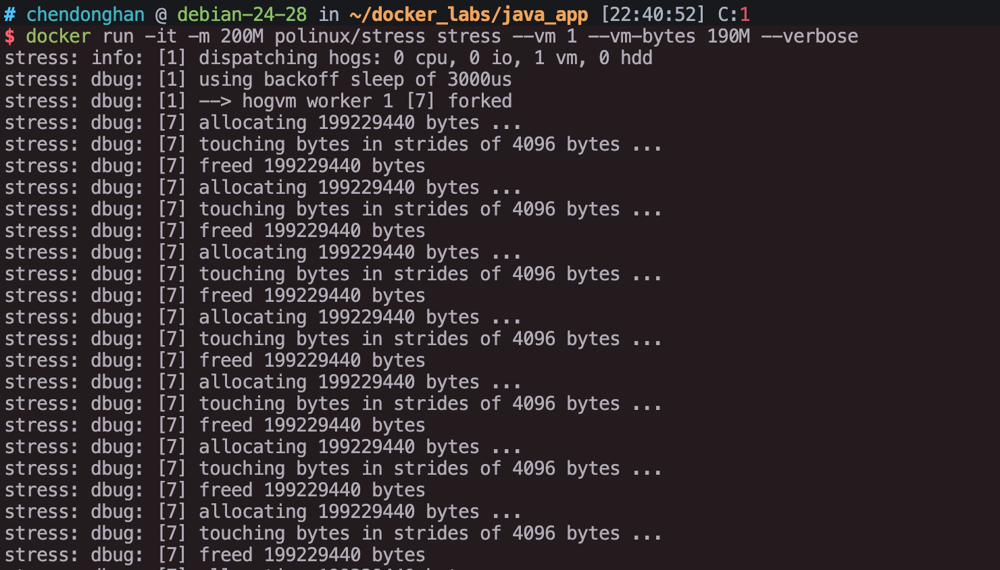 # chendonghan @ debian-24-28 in ~/docker_labs/java_app [22:40:52] C:1
$ docker run -it -m 200M polinux/stress stress --vm 1 --vm-bytes 190M --verbose
stress: info: [1] dispatching hogs: 0 cpu, 0 io, 1 vm, 0 hdd
stress: dbug: [1] using backoff sleep of 3000us
stress: dbug: [1] --> hogvm worker 1 [7] forked
stress: dbug: [7] allocating 199229440 bytes ...
stress: dbug: [7] touching bytes in strides of 4096 bytes ...
stress: dbug: [7] freed 199229440 bytes
stress: dbug: [7] allocating 199229440 bytes ...
stress: dbug: [7] touching bytes in strides of 4096 bytes ...
stress: dbug: [7] freed 199229440 bytes
stress: dbug: [7] allocating 199229440 bytes ...
stress: dbug: [7] touching bytes in strides of 4096 bytes ...
stress: dbug: [7] freed 199229440 bytes
stress: dbug: [7] allocating 199229440 bytes ...
stress: dbug: [7] touching bytes in strides of 4096 bytes ...
stress: dbug: [7] freed 199229440 bytes
stress: dbug: [7] allocating 199229440 bytes ...
stress: dbug: [7] touching bytes in strides of 4096 bytes ...
stress: dbug: [7] freed 199229440 bytes
stress: dbug: [7] allocating 199229440 bytes ...
stress: dbug: [7] touching bytes in strides of 4096 bytes ...
stress: dbug: [7] freed 199229440 bytes
stress: dbug: [7] allocating 199229440 bytes ...
stress: dbug: [7] touching bytes in strides of 4096 bytes ...
stress: dbug: [7] freed 199229440 bytes